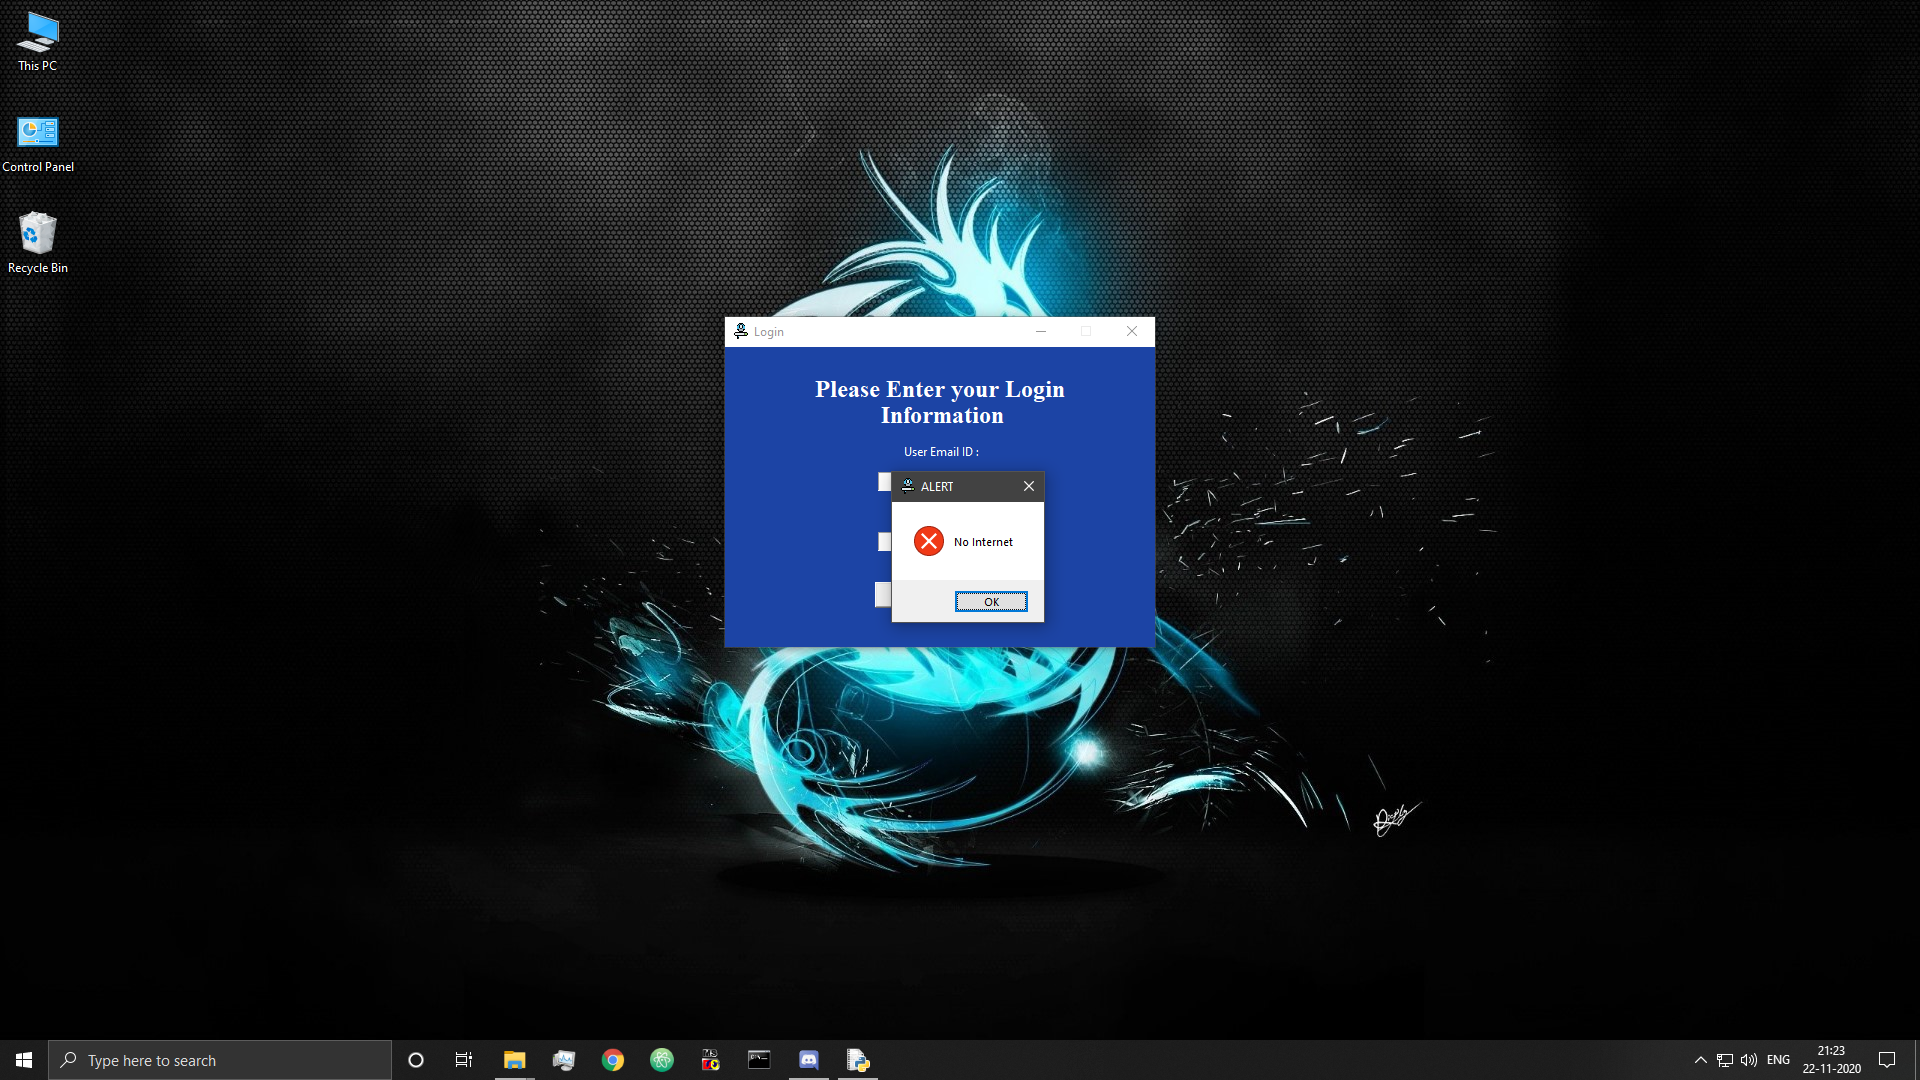 This PC
Control Panel
Recycle Bin
Login
Please Enter your Login
Information
User Email ID :
ALERT
No Internet
OK
Type here to search
ENG
21:23
22-11-2020